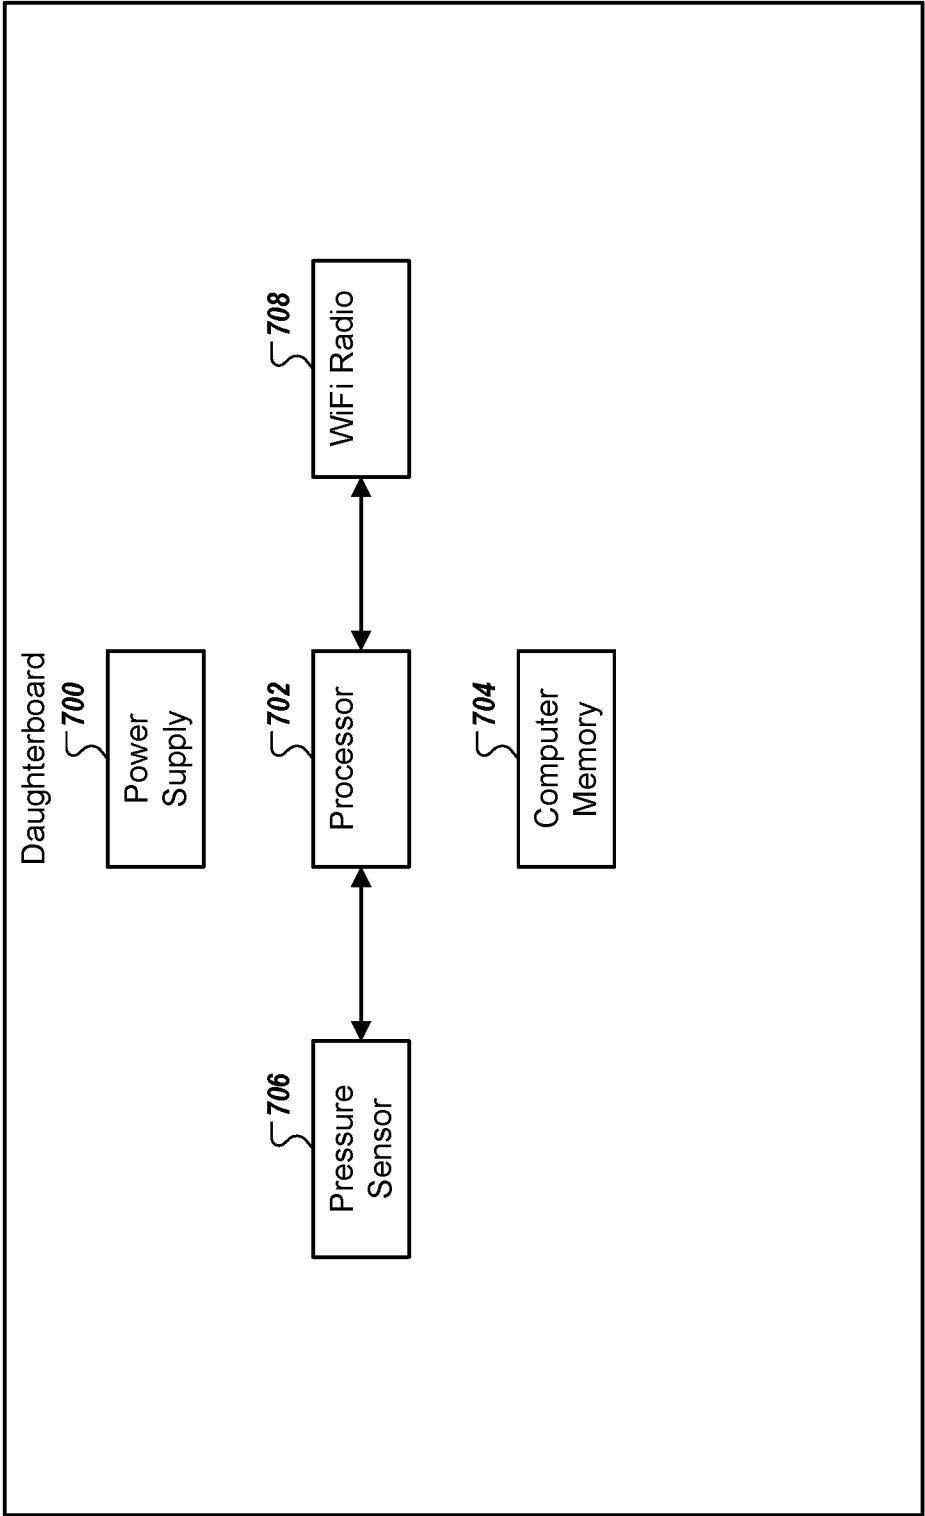 Daughterboard
700
Power
Supply
706
Pressure
Sensor
702
Processor
708
WiFi Radio
704
Computer
Memory